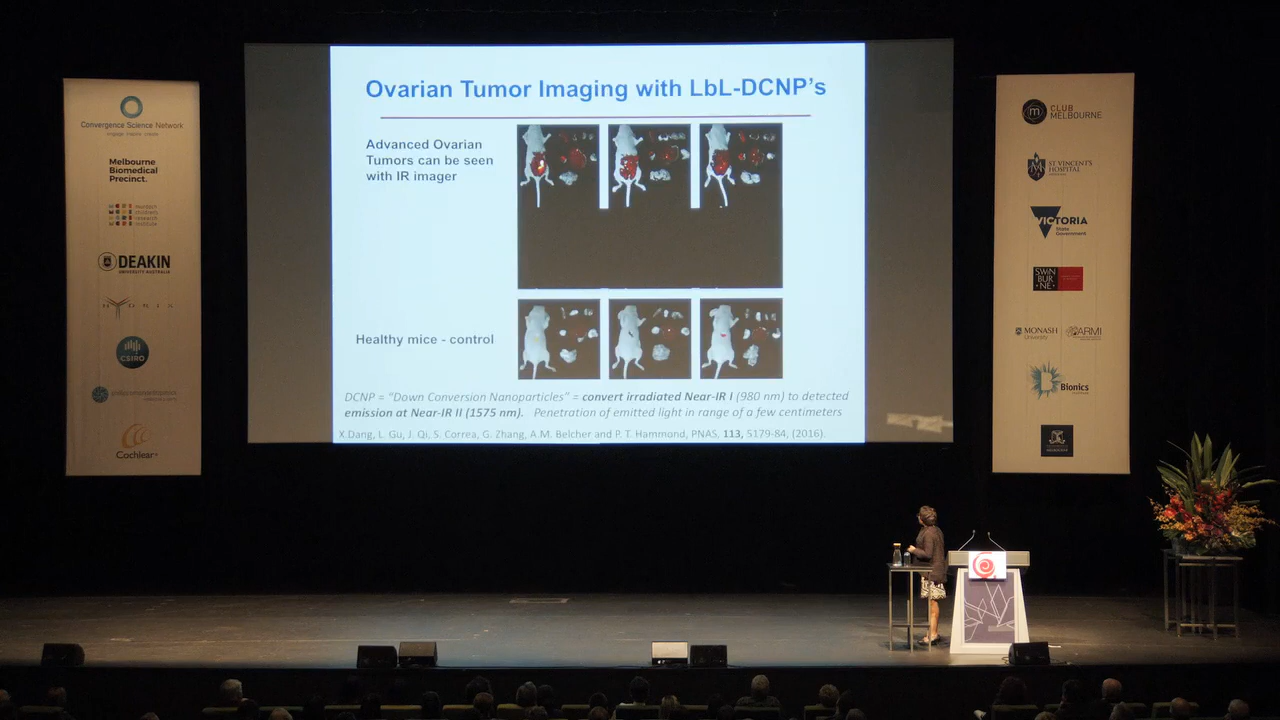 Ovarian Tumor Imaging with LbL-DCNP's
Advanced Ovarian
Tumors can be seen
with IR imager
Healthy mice - control
DCNP = "Down Conversion Nanoparticles" = convert irradiated Near-IR I (980 nm) to detected
emission at Near-IR II (1575 nm). Penetration of emitted light in range of a few centimeters
X.Dang, L. Gu, J. Qi, S. Correa, G. Zhang, A.M. Belcher and P. T. Hammond, PNAS. 113, 5179-84, (2016).
Convergence Science Network
Melbourne
Biomedical
Precinct.
murdoch
children's
research
institute
DEAKIN
UNIVERSITY AUSTRALIA
CSIRO
Cochlear
CLUB
MELBOURNE
ST VINCENT'S
HOSPITAL
VICTORIA
State
Government
SWIN
BUR
NE
MONASH
University
ARMI
Bionics